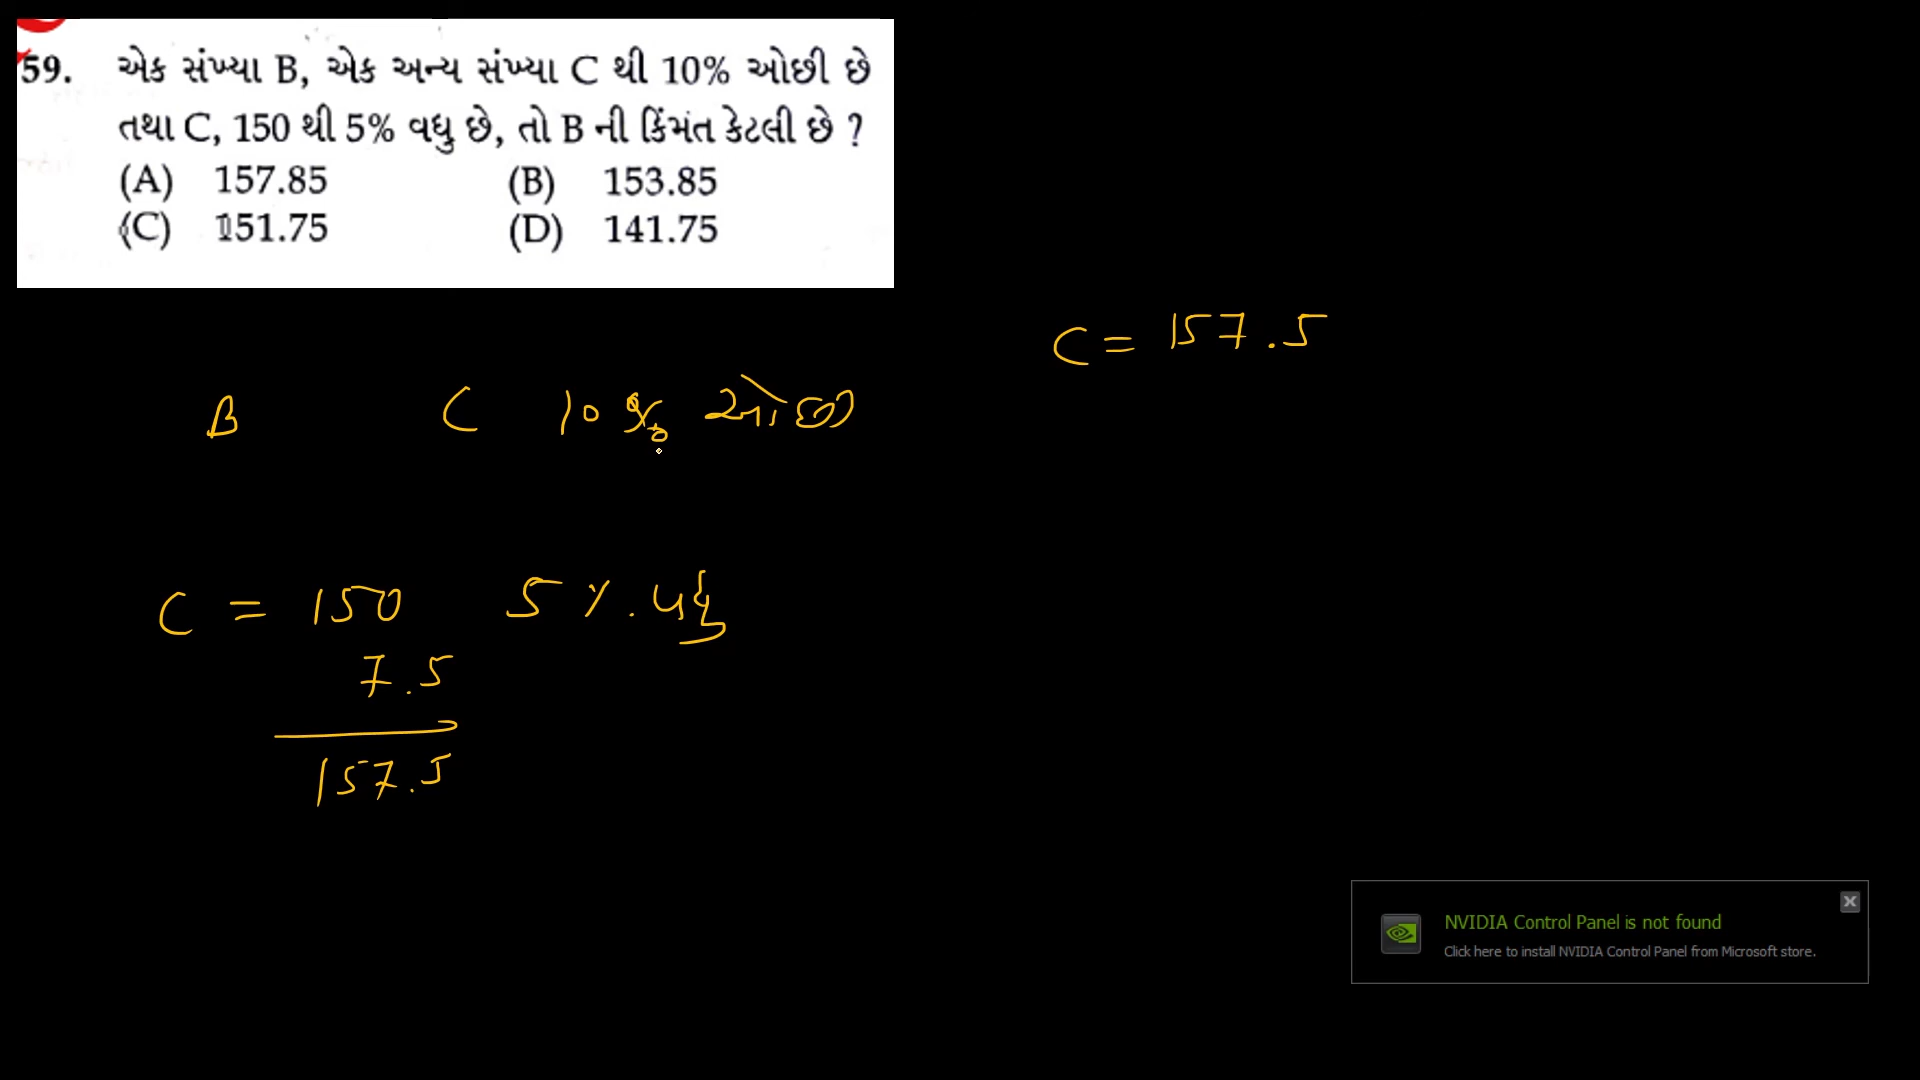 59. એક સંખ્યા B, એક અન્ય સંખ્યા C થી 10% ઓછી છે
તથા C, 150 થી 5% વધુ છે, તો B ની કિંમત કેટલી છે ?
(A) 157.85 (B) 153.85
(C) 151.75 (D) 141.75
C = 157.5
B C 10% ઓછી
C = 150 5%. વધુ
7.5
157.5
NVIDIA Control Panel is not found
Click here to install NVIDIA Control Panel from Microsoft store.